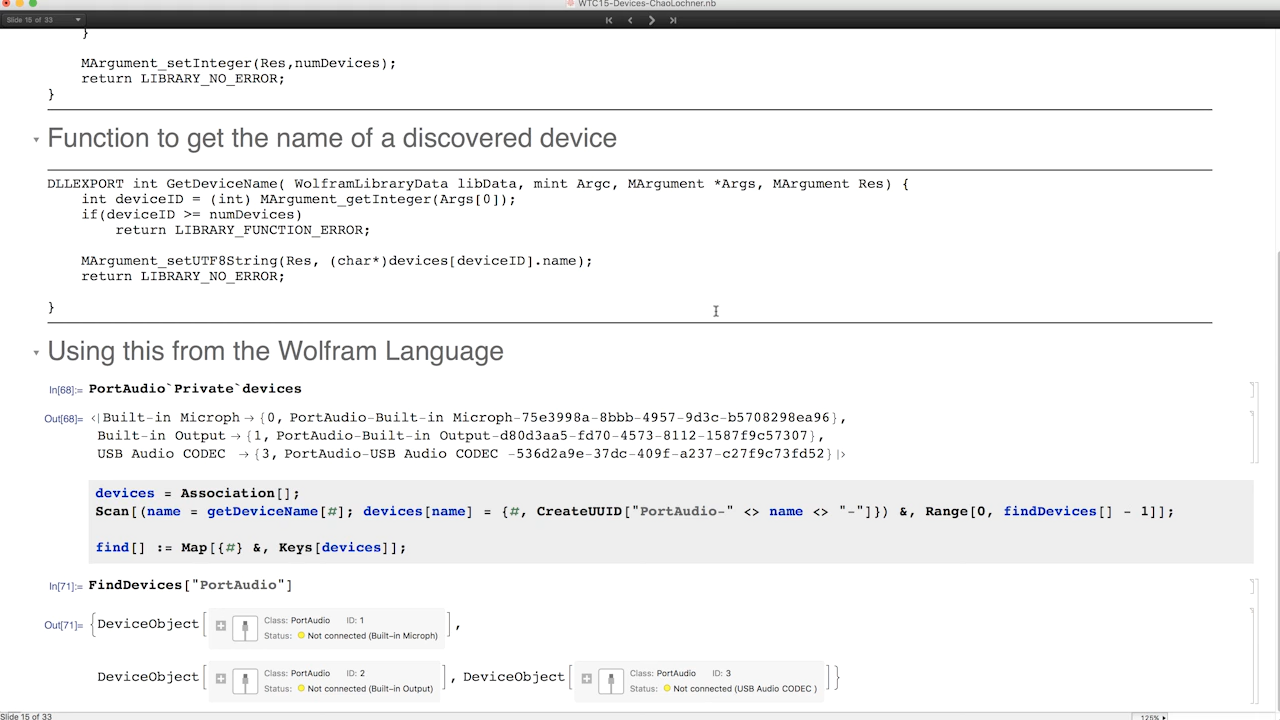 WTC15-Devices-ChaoLochner.nb
Slide 15 of 33
}
MArgument_setInteger(Res,numDevices);
return LIBRARY_NO_ERROR;
}
Function to get the name of a discovered device
DLLEXPORT int GetDeviceName( WolframLibraryData libData, mint Argc, MArgument *Args, MArgument Res) {
int deviceID = (int) MArgument_getInteger(Args[0]);
if(deviceID >= numDevices)
return LIBRARY_FUNCTION_ERROR;
MArgument_setUTF8String(Res, (char*)devices[deviceID].name);
return LIBRARY_NO_ERROR;
}
Using this from the Wolfram Language
In[68]:= PortAudio`Private`devices
Out[68]= <|Built-in Microph→{0, PortAudio-Built-in Microph-75e3998a-8bbb-4957-9d3c-b5708298ea96},
Built-in Output→{1, PortAudio-Built-in Output-d80d3aa5-fd70-4573-8112-1587f9c57307},
USB Audio CODEC →{3, PortAudio-USB Audio CODEC -536d2a9e-37dc-409f-a237-c27f9c73fd52}|>
devices = Association[];
Scan[(name = getDeviceName[#]; devices[name] = {#, CreateUUID["PortAudio-" <> name <> "-"]}) &, Range[0, findDevices[] - 1]];
find[] := Map[{#} &, Keys[devices]];
In[71]:= FindDevices["PortAudio"]
Out[71]= {DeviceObject[ Class: PortAudio ID: 1
Status: Not connected (Built-in Microph) ],
DeviceObject[ Class: PortAudio ID: 2
Status: Not connected (Built-in Output) ], DeviceObject[ Class: PortAudio ID: 3
Status: Not connected (USB Audio CODEC ) ]}
Slide 15 of 33
125%